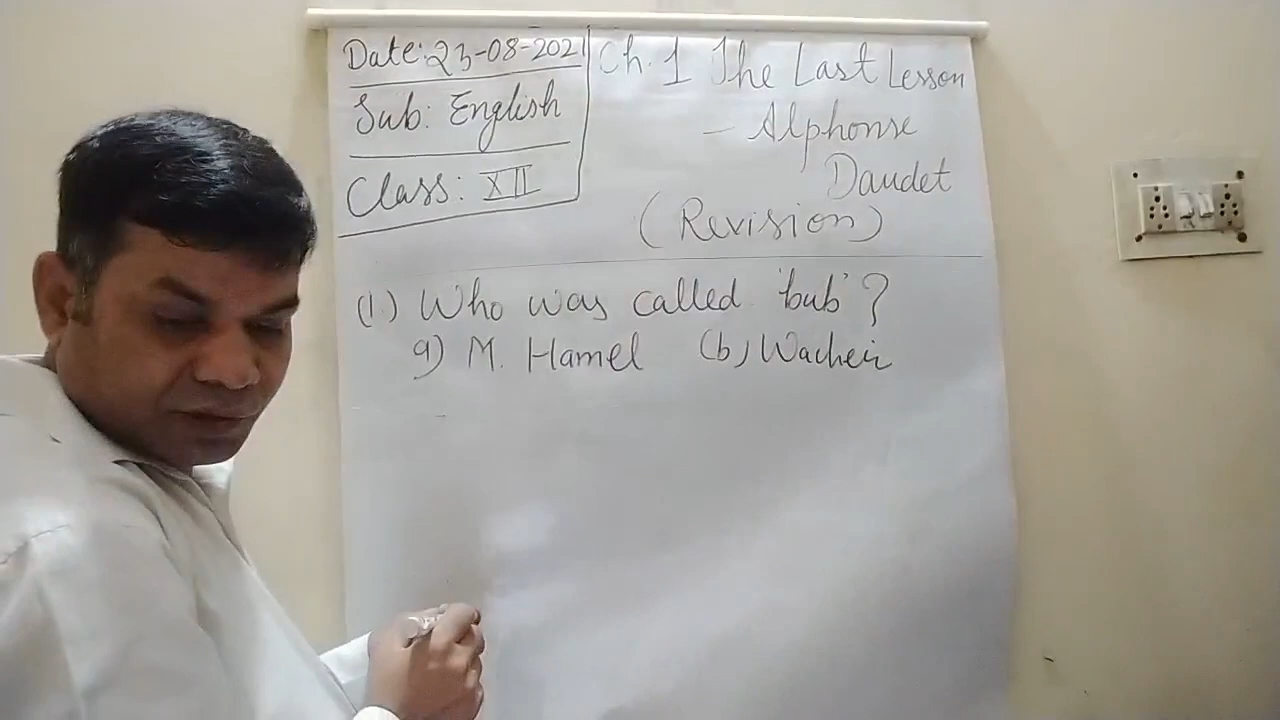 Date: 23-08-2021
Sub: English
Class: XII
Ch. 1 The Last Lesson
- Alphonse
Daudet
(Revision)
(1.) Who was called 'bub' ?
a) M. Hamel (b) Wacheir